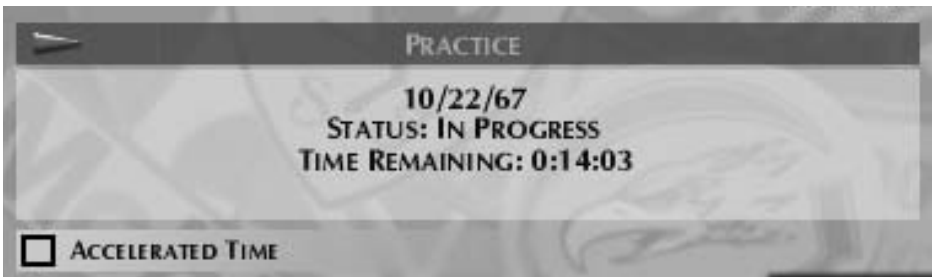 PRACTICE
10/22/67
STATUS: IN PROGRESS
TIME REMAINING: 0:14:03
ACCELERATED TIME